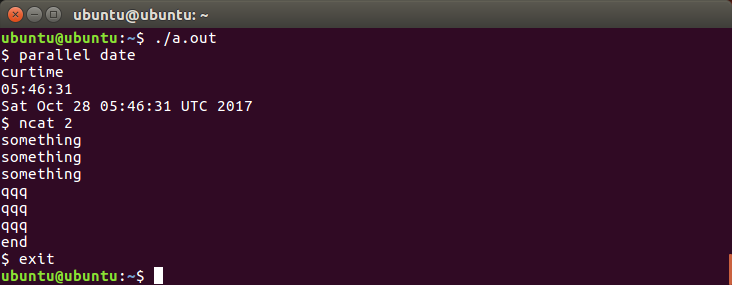 ubuntu@ubuntu: ~
ubuntu@ubuntu:~$ ./a.out
$ parallel date
curtime
05:46:31
Sat Oct 28 05:46:31 UTC 2017
$ ncat 2
something
something
something
qqq
qqq
qqq
end
$ exit
ubuntu@ubuntu:~$